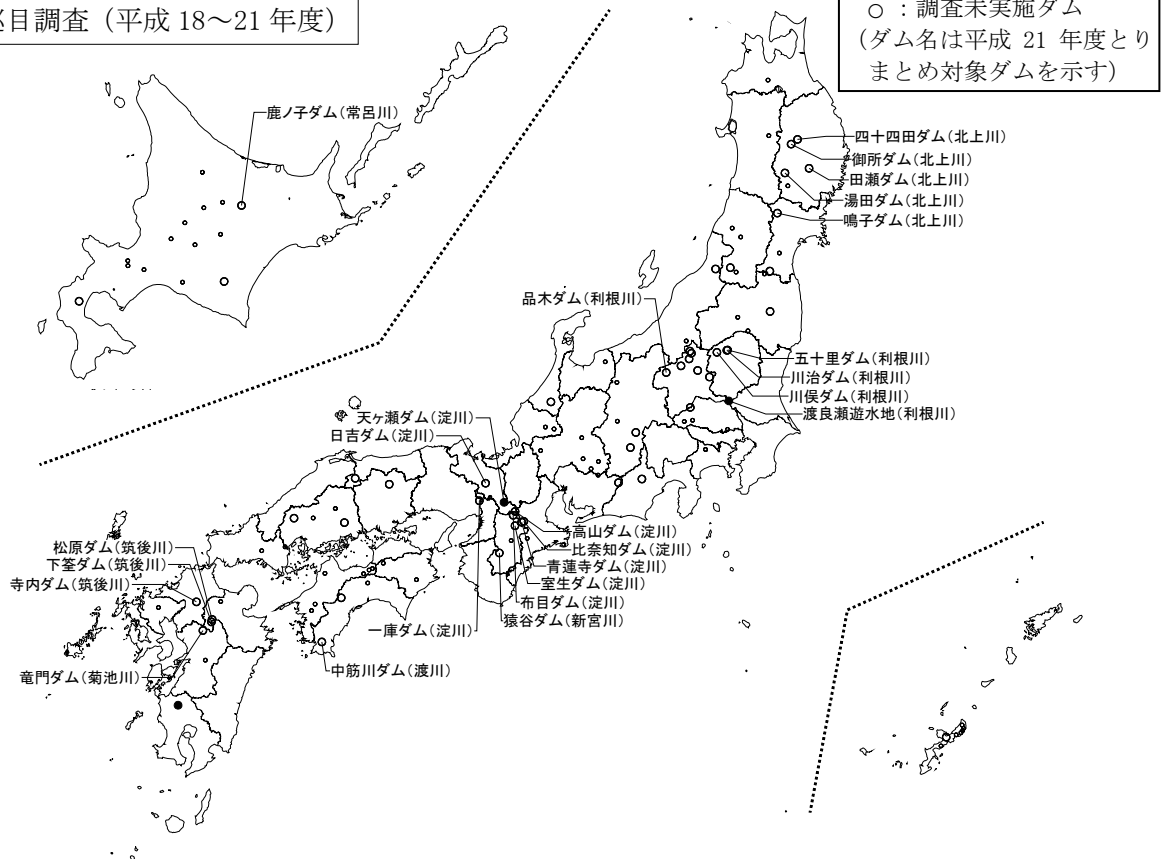 巡目調査（平成 18～21 年度）
○ ：調査未実施ダム
（ダム名は平成 21 年度とり
まとめ対象ダムを示す）
鹿ノ子ダム（常呂川）
四十四田ダム（北上川）
御所ダム（北上川）
田瀬ダム（北上川）
湯田ダム（北上川）
鳴子ダム（北上川）
品木ダム（利根川）
五十里ダム（利根川）
川治ダム（利根川）
川俣ダム（利根川）
渡良瀬遊水地（利根川）
天ヶ瀬ダム（淀川）
日吉ダム（淀川）
高山ダム（淀川）
比奈知ダム（淀川）
青蓮寺ダム（淀川）
室生ダム（淀川）
布目ダム（淀川）
猿谷ダム（新宮川）
一庫ダム（淀川）
松原ダム（筑後川）
下筌ダム（筑後川）
寺内ダム（筑後川）
竜門ダム（菊池川）
中筋川ダム（渡川）